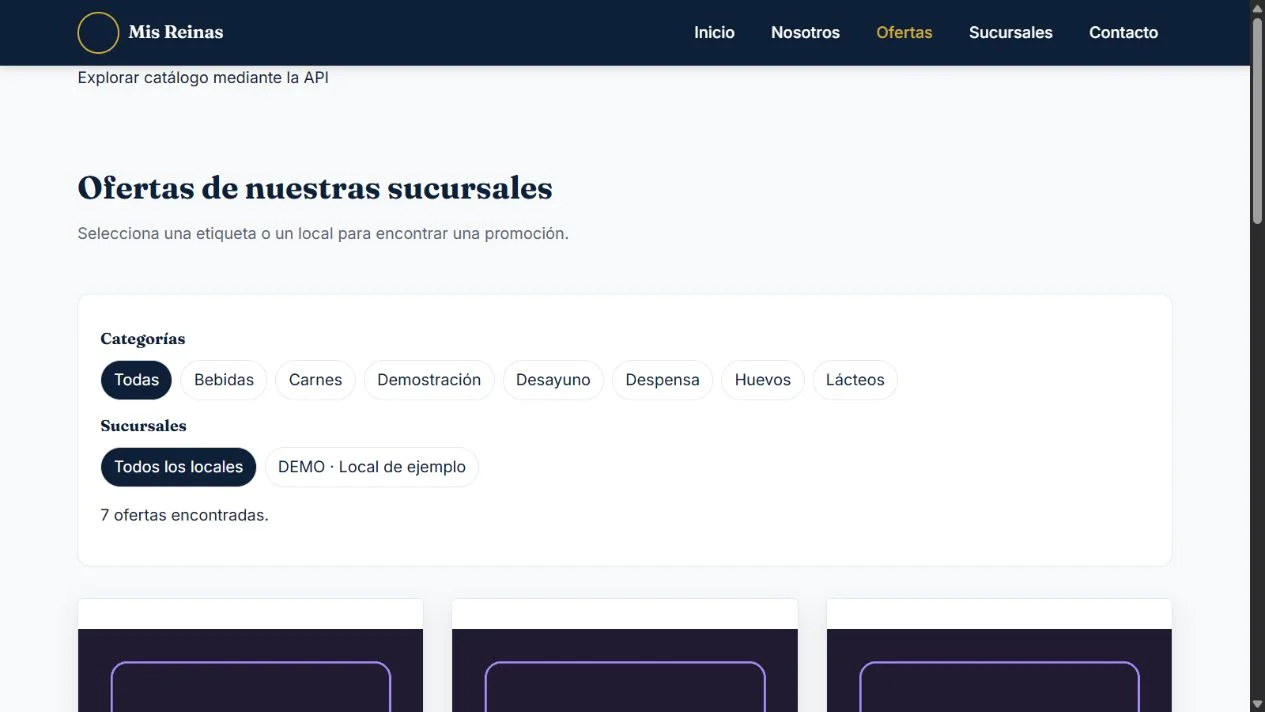 Mis Reinas
Inicio Nosotros Ofertas Sucursales Contacto
Explorar catálogo mediante la API
Ofertas de nuestras sucursales
Selecciona una etiqueta o un local para encontrar una promoción.
Categorías
Todas Bebidas Carnes Demostración Desayuno Despensa Huevos Lácteos
Sucursales
Todos los locales DEMO · Local de ejemplo
7 ofertas encontradas.